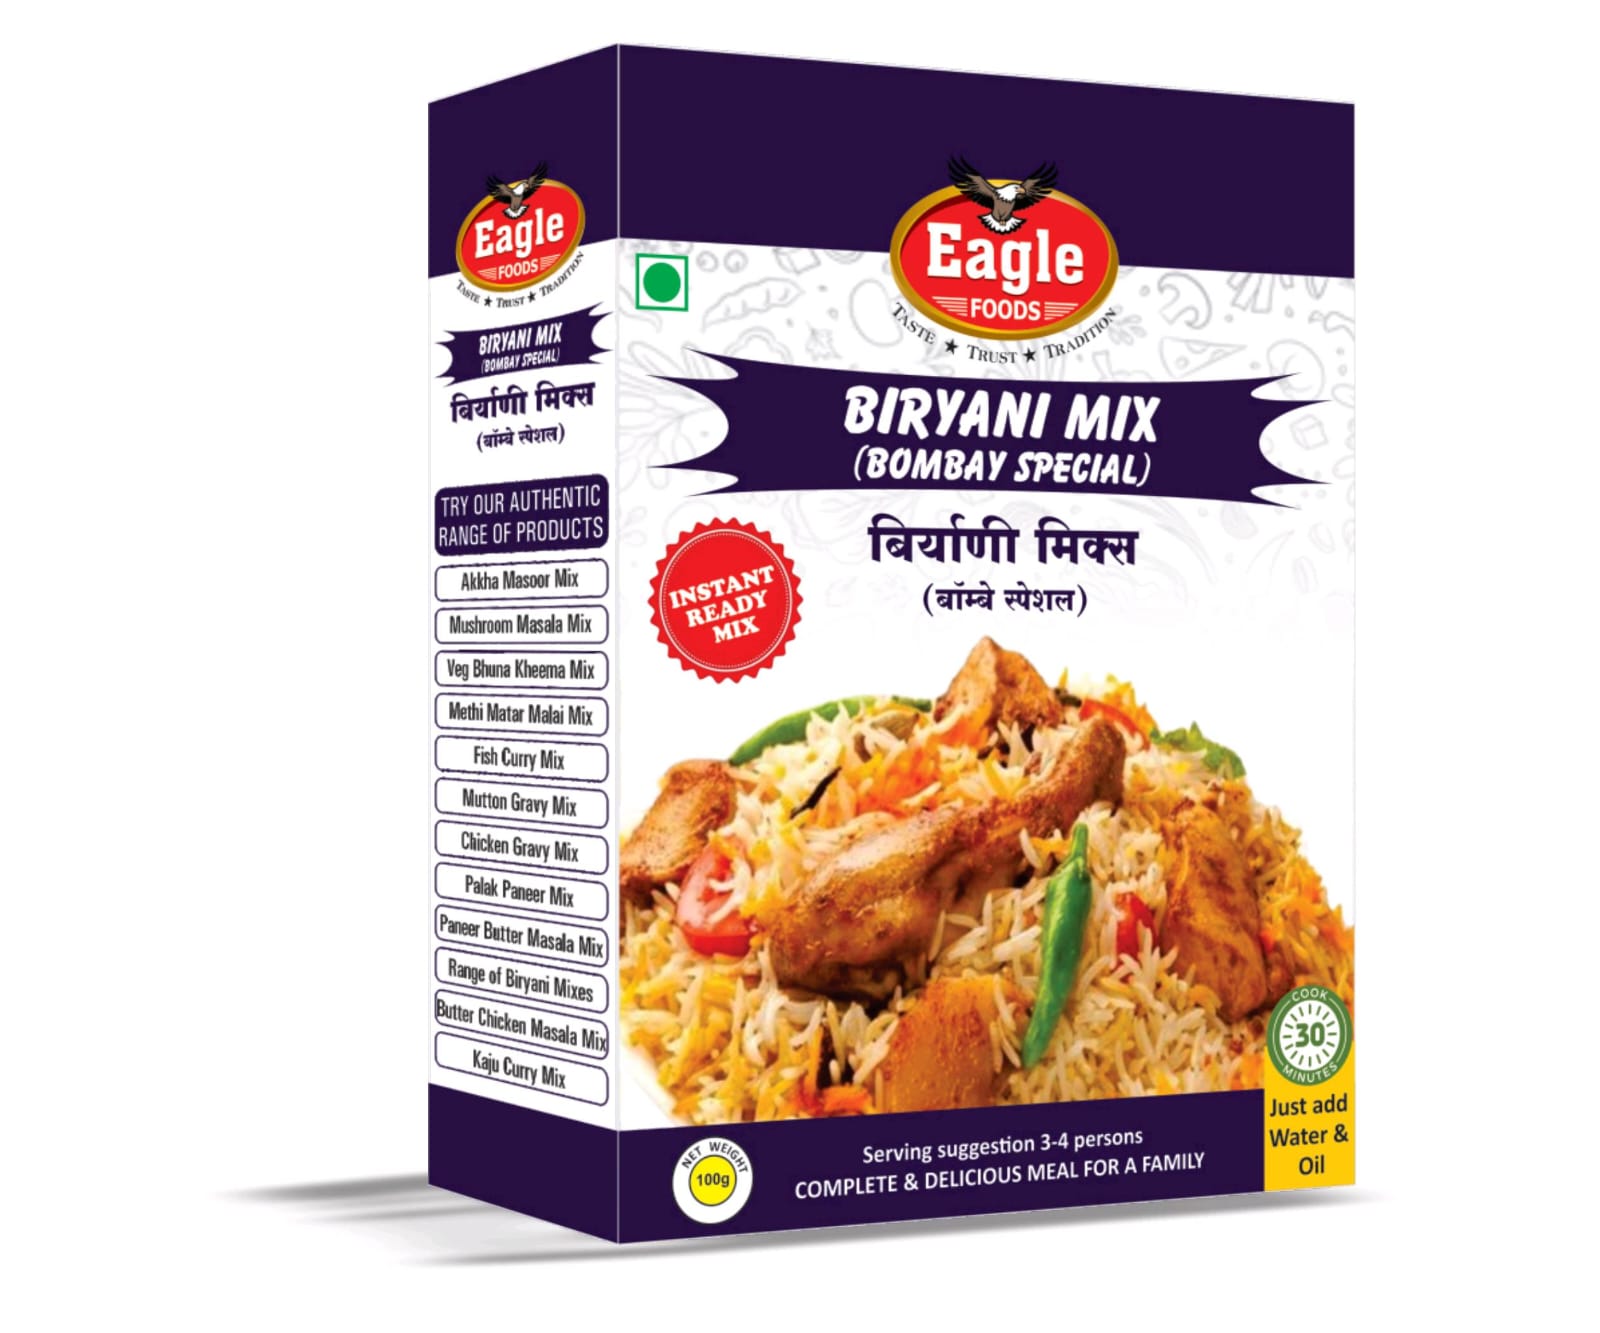 Eagle
FOODS
TASTE ★ TRUST ★ TRADITION
BIRYANI MIX
(BOMBAY SPECIAL)
बिर्याणी मिक्स
(बॉम्बे स्पेशल)
TRY OUR AUTHENTIC
RANGE OF PRODUCTS
Akkha Masoor Mix
Mushroom Masala Mix
Veg Bhuna Kheema Mix
Methi Matar Malai Mix
Fish Curry Mix
Mutton Gravy Mix
Chicken Gravy Mix
Palak Paneer Mix
Paneer Butter Masala Mix
Range of Biryani Mixes
Butter Chicken Masala Mix
Kaju Curry Mix
Eagle
FOODS
TASTE ★ TRUST ★ TRADITION
BIRYANI MIX
(BOMBAY SPECIAL)
बिर्याणी मिक्स
(बॉम्बे स्पेशल)
INSTANT
READY
MIX
COOK
30
MINUTES
Just add
Water &
Oil
NET WEIGHT
100g
Serving suggestion 3-4 persons
COMPLETE & DELICIOUS MEAL FOR A FAMILY